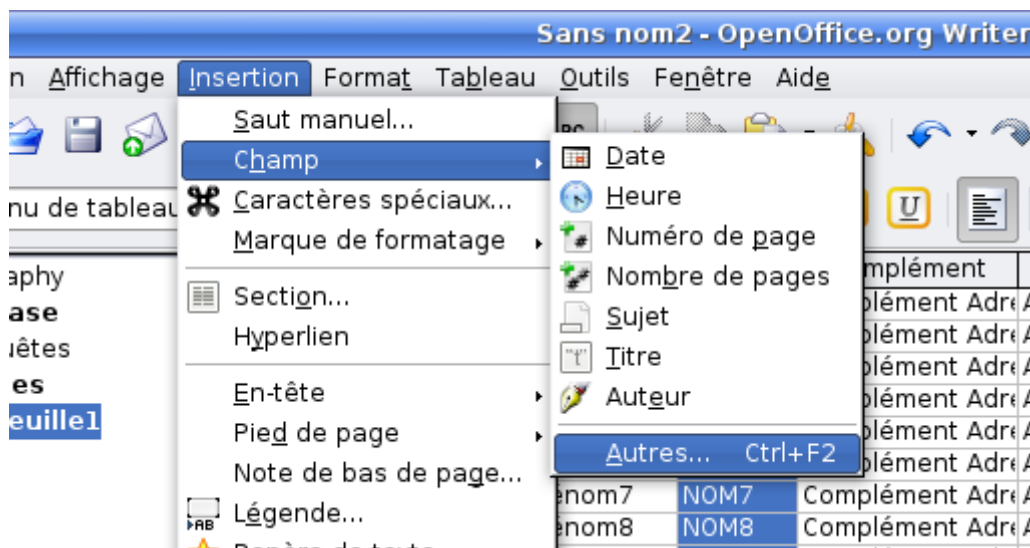 Sans nom2 - OpenOffice.org Writer
n Affichage Insertion Format Tableau Outils Fenêtre Aide
Saut manuel...
Champ
Caractères spéciaux...
Marque de formatage
Section...
Hyperlien
En-tête
Pied de page
Note de bas de page...
Légende...
Date
Heure
Numéro de page
Nombre de pages
Sujet
Titre
Auteur
Autres... Ctrl+F2
nu de tableau
aphy
ase
uêtes
es
euille1
U
mplément
plément Adre A
plément Adre A
plément Adre A
plément Adre A
plément Adre A
plément Adre A
énom7 NOM7 Complément Adre A
énom8 NOM8 Complément Adre A